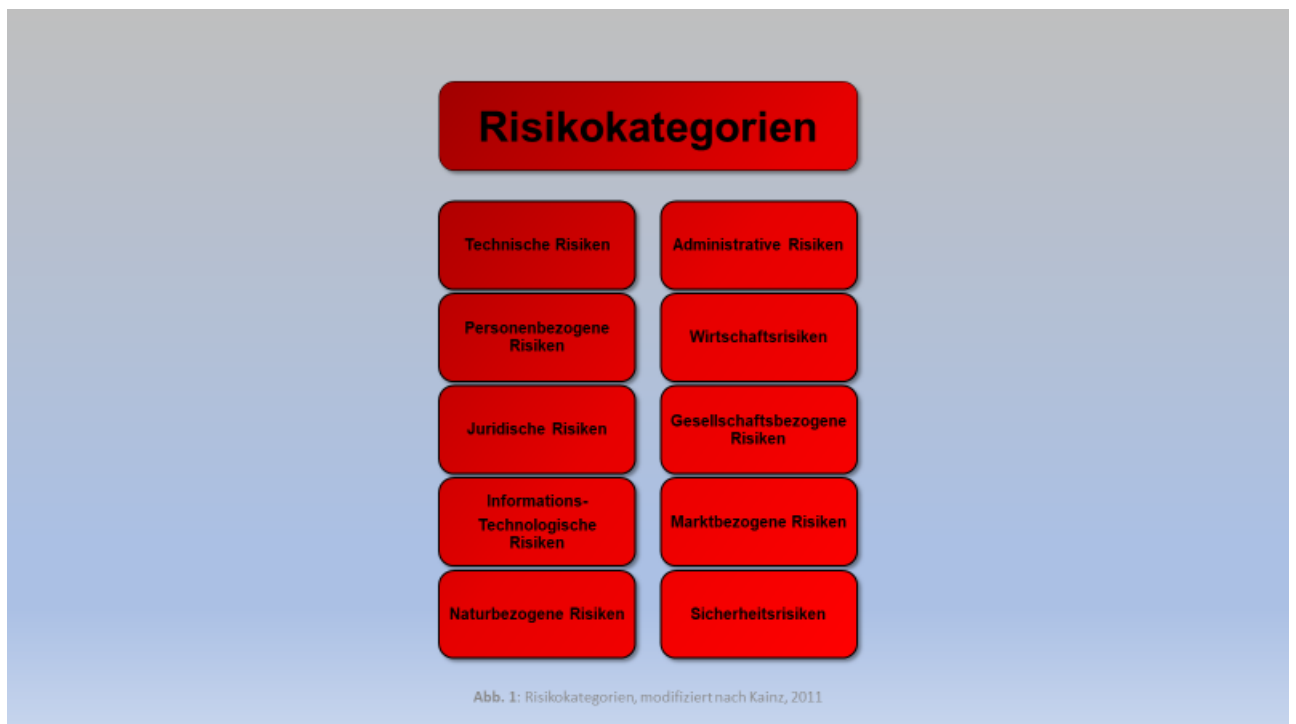 Risikokategorien
Technische Risiken
Administrative Risiken
Personenbezogene
Risiken
Wirtschaftsrisiken
Juridische Risiken
Gesellschaftsbezogene
Risiken
Informations-
Technologische
Risiken
Marktbezogene Risiken
Naturbezogene Risiken
Sicherheitsrisiken
Abb. 1: Risikokategorien, modifiziert nach Kainz, 2011